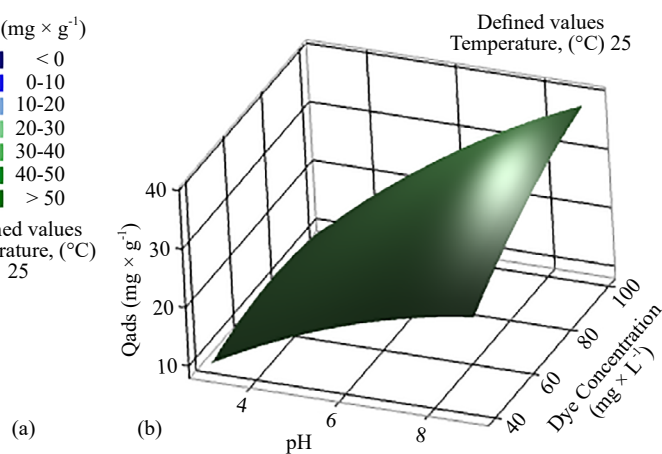 (mg × g⁻¹)
< 0
0-10
10-20
20-30
30-40
40-50
> 50
values
(°C)
25
(a)
Defined values
Temperature, (°C) 25
40
30
20
10
Qads (mg × g⁻¹)
4
6
8
pH
40
60
80
100
Dye Concentration
(mg × L⁻¹)
(b)